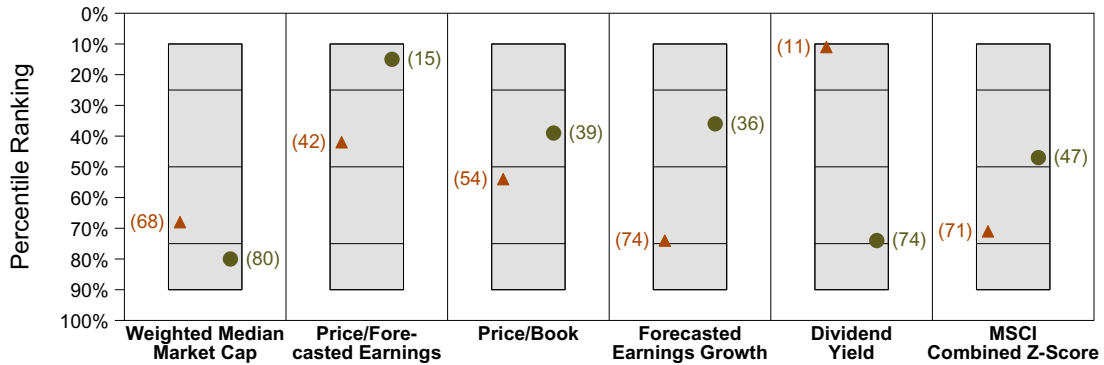 Percentile Ranking
0%
10%
20%
30%
40%
50%
60%
70%
80%
90%
100%
(68)
(80)
(42)
(15)
(54)
(39)
(74)
(36)
(11)
(74)
(71)
(47)
Weighted Median
Market Cap
Price/Fore-
casted Earnings
Price/Book
Forecasted
Earnings Growth
Dividend
Yield
MSCI
Combined Z-Score